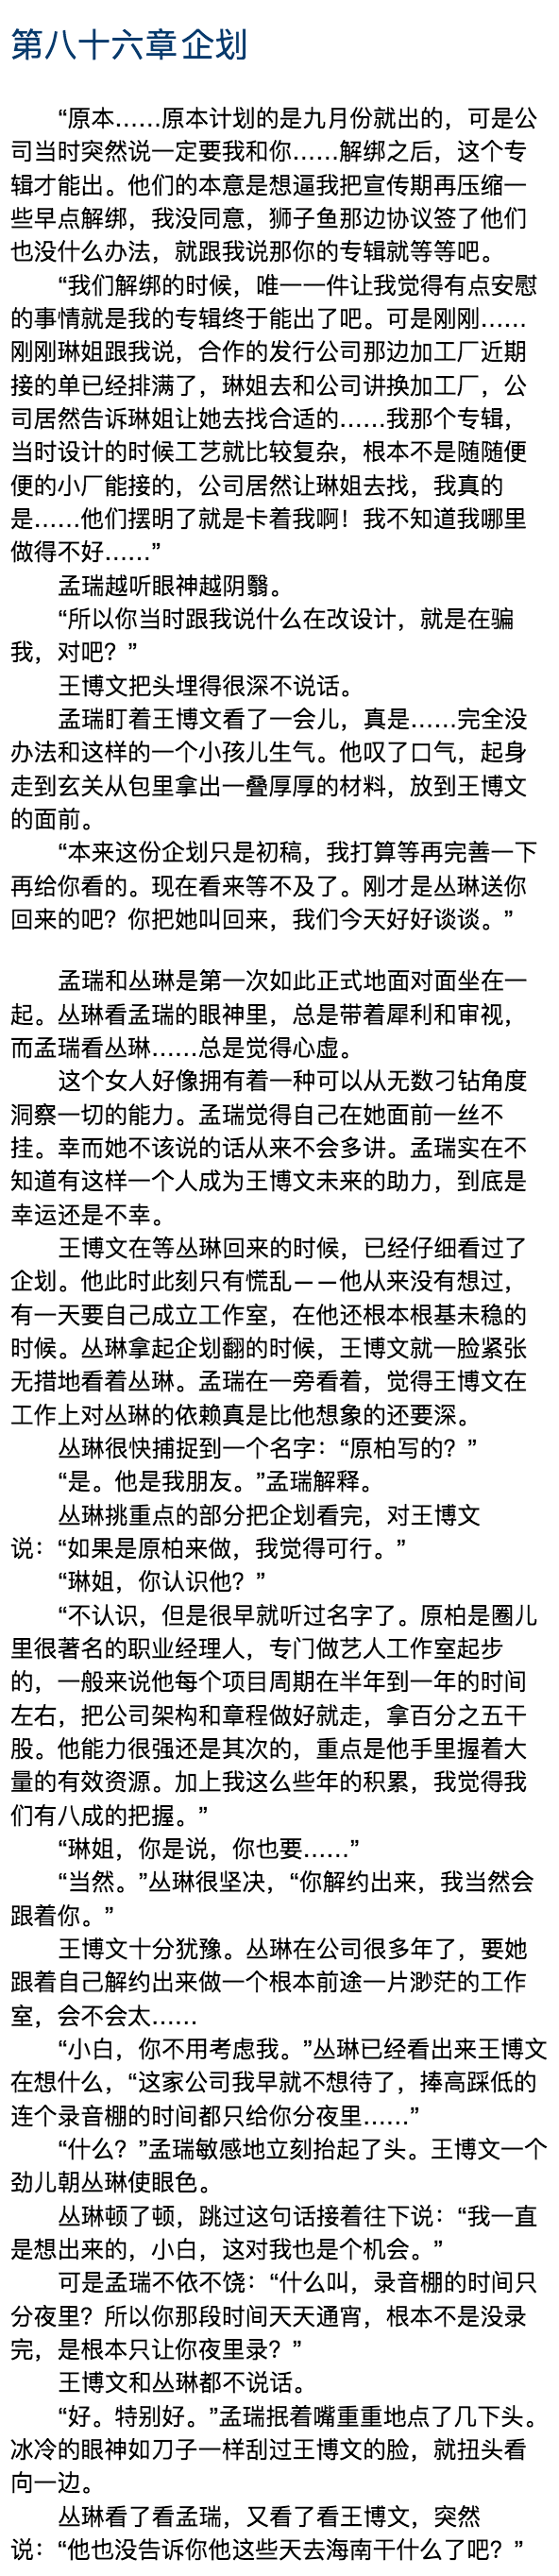 第八十六章 企划
“原本……原本计划的是九月份就出的，可是公
司当时突然说一定要我和你……解绑之后，这个专
辑才能出。他们的本意是想逼我把宣传期再压缩一
些早点解绑，我没同意，狮子鱼那边协议签了他们
也没什么办法，就跟我说那你的专辑就等等吧。
“我们解绑的时候，唯一一件让我觉得有点安慰
的事情就是我的专辑终于能出了吧。可是刚刚……
刚刚琳姐跟我说，合作的发行公司那边加工厂近期
接的单已经排满了，琳姐去和公司讲换加工厂，公
司居然告诉琳姐让她去找合适的……我那个专辑，
当时设计的时候工艺就比较复杂，根本不是随随便
便的小厂能接的，公司居然让琳姐去找，我真的
是……他们摆明了就是卡着我啊！我不知道我哪里
做得不好……”
孟瑞越听眼神越阴翳。
“所以你当时跟我说什么在改设计，就是在骗
我，对吧？”
王博文把头埋得很深不说话。
孟瑞盯着王博文看了一会儿，真是……完全没
办法和这样的一个小孩儿生气。他叹了口气，起身
走到玄关从包里拿出一叠厚厚的材料，放到王博文
的面前。
“本来这份企划只是初稿，我打算等再完善一下
再给你看的。现在看来等不及了。刚才是丛琳送你
回来的吧？你把她叫回来，我们今天好好谈谈。”
孟瑞和丛琳是第一次如此正式地面对面坐在一
起。丛琳看孟瑞的眼神里，总是带着犀利和审视，
而孟瑞看丛琳……总是觉得心虚。
这个女人好像拥有着一种可以从无数刁钻角度
洞察一切的能力。孟瑞觉得自己在她面前一丝不
挂。幸而她不该说的话从来不会多讲。孟瑞实在不
知道有这样一个人成为王博文未来的助力，到底是
幸运还是不幸。
王博文在等丛琳回来的时候，已经仔细看过了
企划。他此时此刻只有慌乱——他从来没有想过，
有一天要自己成立工作室，在他还根本根基未稳的
时候。丛琳拿起企划翻的时候，王博文就一脸紧张
无措地看着丛琳。孟瑞在一旁看着，觉得王博文在
工作上对丛琳的依赖真是比他想象的还要深。
丛琳很快捕捉到一个名字：“原柏写的？”
“是。他是我朋友。”孟瑞解释。
丛琳挑重点的部分把企划看完，对王博文
说：“如果是原柏来做，我觉得可行。”
“琳姐，你认识他？”
“不认识，但是很早就听过名字了。原柏是圈儿
里很著名的职业经理人，专门做艺人工作室起步
的，一般来说他每个项目周期在半年到一年的时间
左右，把公司架构和章程做好就走，拿百分之五干
股。他能力很强还是其次的，重点是他手里握着大
量的有效资源。加上我这么些年的积累，我觉得我
们有八成的把握。”
“琳姐，你是说，你也要……”
“当然。”丛琳很坚决，“你解约出来，我当然会
跟着你。”
王博文十分犹豫。丛琳在公司很多年了，要她
跟着自己解约出来做一个根本前途一片渺茫的工作
室，会不会太……
“小白，你不用考虑我。”丛琳已经看出来王博文
在想什么，“这家公司我早就不想待了，捧高踩低的
连个录音棚的时间都只给你分夜里……”
“什么？”孟瑞敏感地立刻抬起了头。王博文一个
劲儿朝丛琳使眼色。
丛琳顿了顿，跳过这句话接着往下说：“我一直
是想出来的，小白，这对我也是个机会。”
可是孟瑞不依不饶：“什么叫，录音棚的时间只
分夜里？所以你那段时间天天通宵，根本不是没录
完，是根本只让你夜里录？”
王博文和丛琳都不说话。
“好。特别好。”孟瑞抿着嘴重重地点了几下头。
冰冷的眼神如刀子一样刮过王博文的脸，就扭头看
向一边。
丛琳看了看孟瑞，又看了看王博文，突然
说：“他也没告诉你他这些天去海南干什么了吧？”